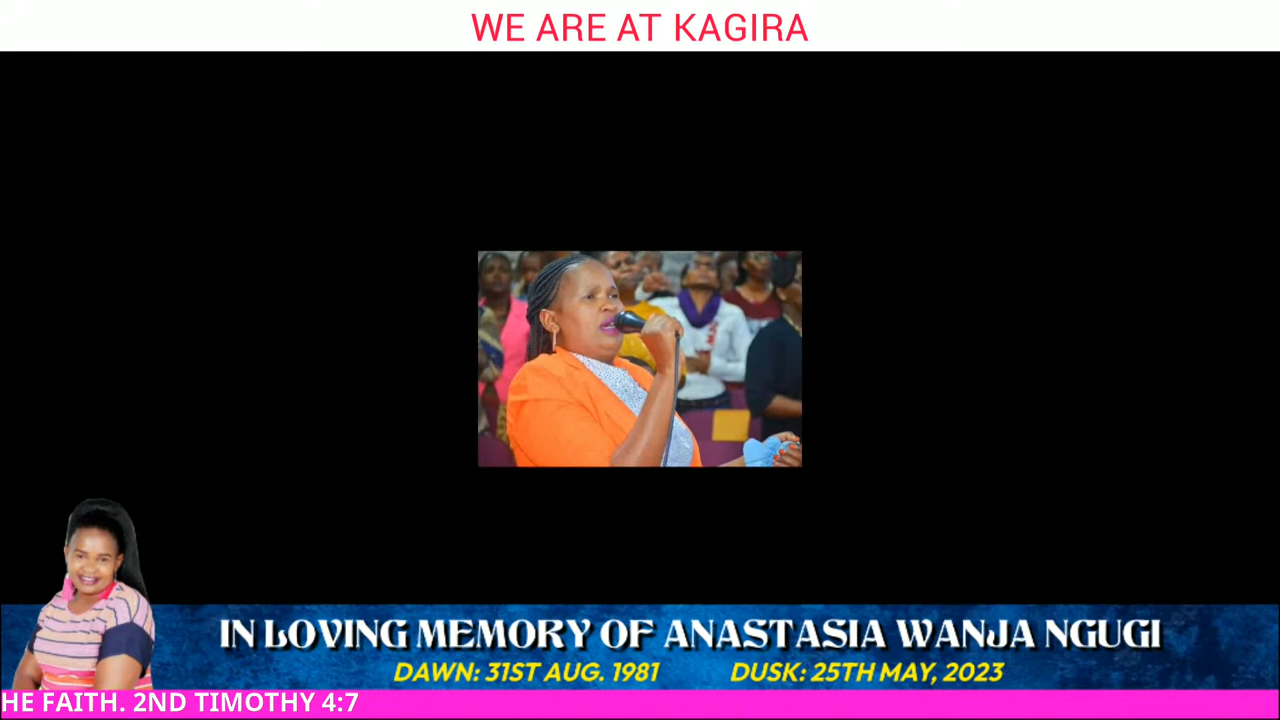 WE ARE AT KAGIRA
IN LOVING MEMORY OF ANASTASIA WANJA NGUGI
DAWN: 31ST AUG. 1981 DUSK: 25TH MAY, 2023
HE FAITH. 2ND TIMOTHY 4:7